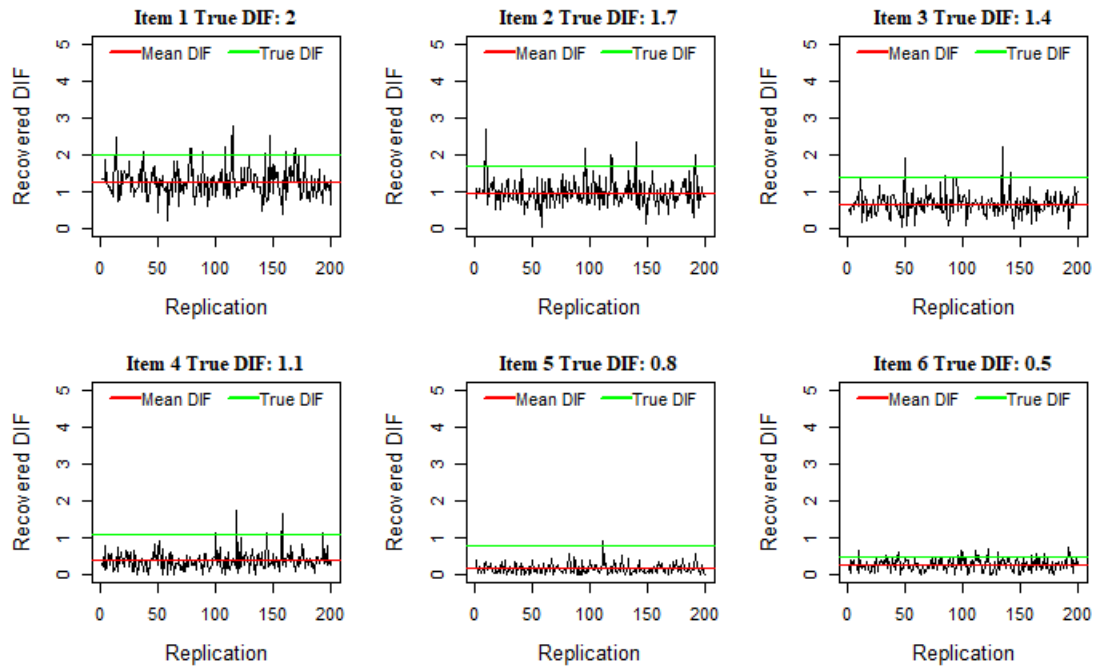 Item 1 True DIF: 2
Mean DIF True DIF
Recovered DIF
5
4
3
2
1
0
0 50 100 150 200
Replication
Item 2 True DIF: 1.7
Mean DIF True DIF
Recovered DIF
5
4
3
2
1
0
0 50 100 150 200
Replication
Item 3 True DIF: 1.4
Mean DIF True DIF
Recovered DIF
5
4
3
2
1
0
0 50 100 150 200
Replication
Item 4 True DIF: 1.1
Mean DIF True DIF
Recovered DIF
5
4
3
2
1
0
0 50 100 150 200
Replication
Item 5 True DIF: 0.8
Mean DIF True DIF
Recovered DIF
5
4
3
2
1
0
0 50 100 150 200
Replication
Item 6 True DIF: 0.5
Mean DIF True DIF
Recovered DIF
5
4
3
2
1
0
0 50 100 150 200
Replication